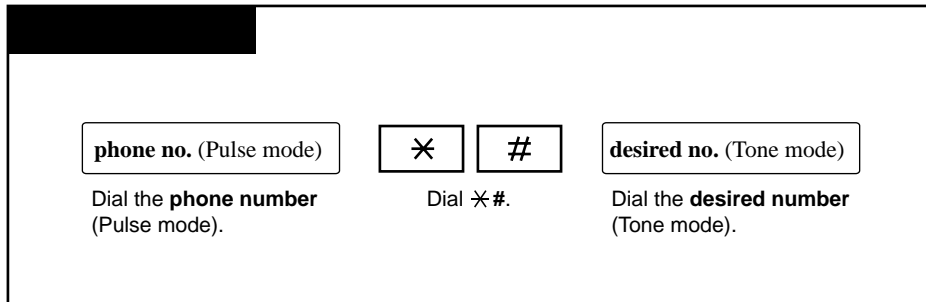 phone no. (Pulse mode) * # desired no. (Tone mode)
Dial the phone number Dial *#. Dial the desired number
(Pulse mode). (Tone mode).